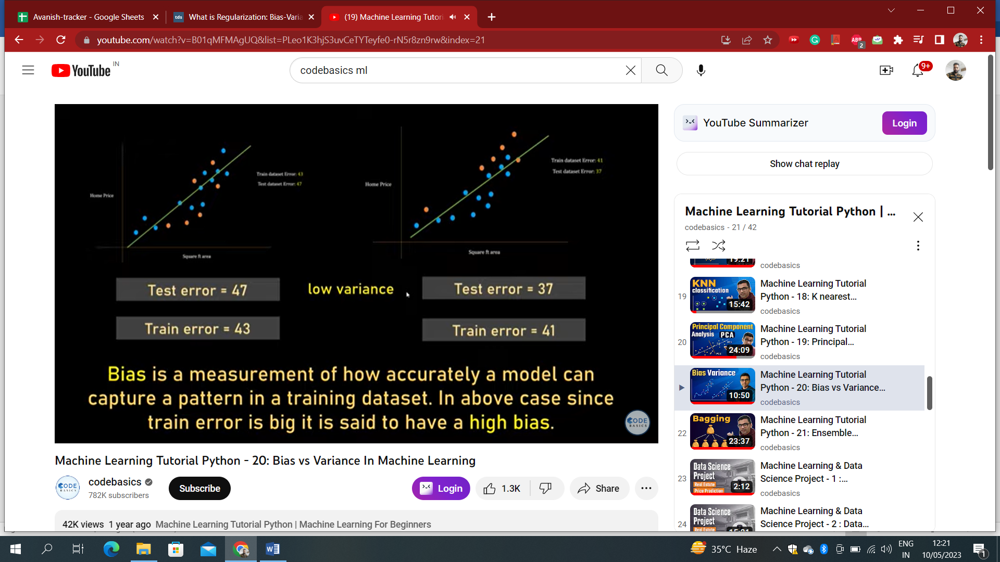 Avanish-tracker - Google Sheets
tds What is Regularization: Bias-Varia
(19) Machine Learning Tutori
youtube.com/watch?v=B01qMFMAgUQ&list=PLeo1K3hjS3uvCeTYTeyfe0-rN5r8zn9rw&index=21
ABP 2
YouTube IN
codebasics ml
9+
Home Price
Train dataset Error: 43
Test dataset Error: 47
Square ft area
Home Price
Train dataset Error: 41
Test dataset Error: 37
Square ft area
Test error = 47
low variance
Test error = 37
Train error = 43
Train error = 41
Bias is a measurement of how accurately a model can
capture a pattern in a training dataset. In above case since
train error is big it is said to have a high bias.
CODE
BASICS
Machine Learning Tutorial Python - 20: Bias vs Variance In Machine Learning
CODE
BASICS
codebasics
782K subscribers
Subscribe
Login
1.3K
Share
42K views 1 year ago Machine Learning Tutorial Python | Machine Learning For Beginners
YouTube Summarizer
Login
Show chat replay
Machine Learning Tutorial Python | ...
codebasics - 21 / 42
19:21
codebasics
19
KNN
classification
15:42
Machine Learning Tutorial
Python - 18: K nearest...
codebasics
20
Principal Component
Analysis PCA
24:09
Machine Learning Tutorial
Python - 19: Principal...
codebasics
Bias Variance
10:50
Machine Learning Tutorial
Python - 20: Bias vs Variance...
codebasics
22
Bagging
23:37
Machine Learning Tutorial
Python - 21: Ensemble...
codebasics
23
Data Science
Project
Real Estate
Price Prediction
2:12
Machine Learning & Data
Science Project - 1 :...
codebasics
24
Data Science
Project
Real Estate
Machine Learning & Data
Science Project - 2 : Data...
35°C Haze
ENG
IN
12:21
10/05/2023
1